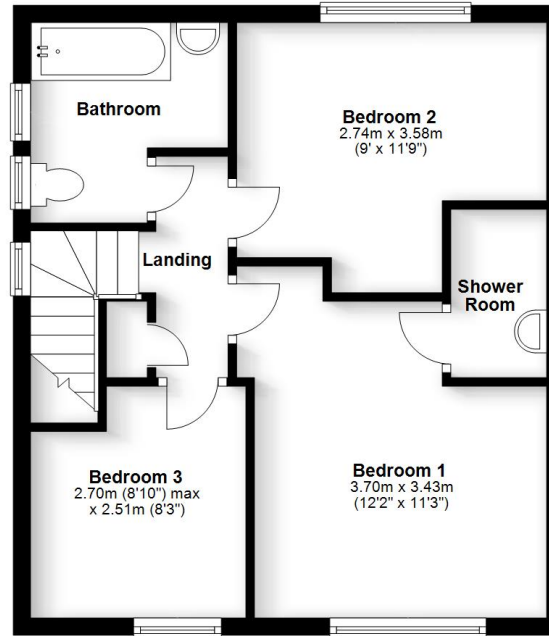 Bathroom
Bedroom 2
2.74m x 3.58m
(9' x 11'9")
Landing
Shower
Room
Bedroom 3
2.70m (8'10") max
x 2.51m (8'3")
Bedroom 1
3.70m x 3.43m
(12'2" x 11'3")